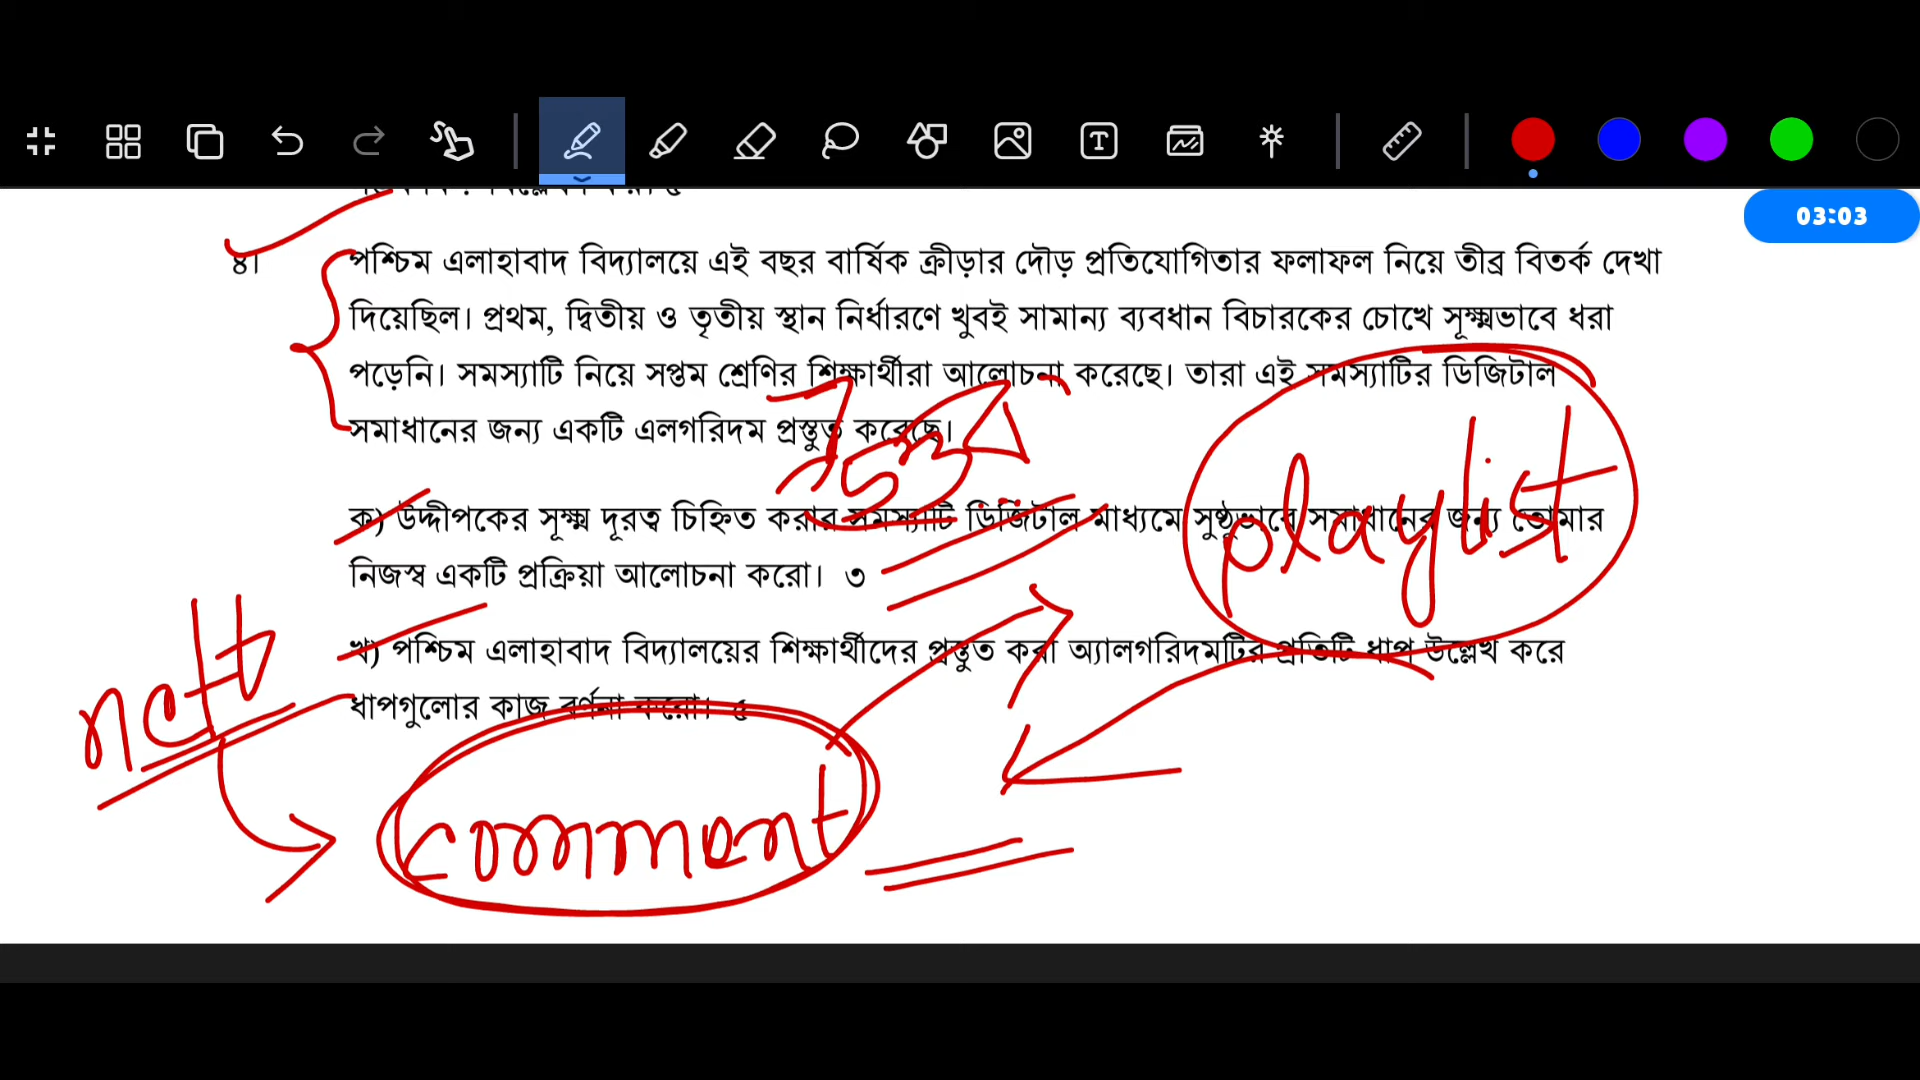 03:03
৪। পশ্চিম এলাহাবাদ বিদ্যালয়ে এই বছর বার্ষিক ক্রীড়ার দৌড় প্রতিযোগিতার ফলাফল নিয়ে তীব্র বিতর্ক দেখা
দিয়েছিল। প্রথম, দ্বিতীয় ও তৃতীয় স্থান নির্ধারণে খুবই সামান্য ব্যবধান বিচারকের চোখে সূক্ষ্মভাবে ধরা
পড়েনি। সমস্যাটি নিয়ে সপ্তম শ্রেণির শিক্ষার্থীরা আলোচনা করেছে। তারা এই সমস্যাটির ডিজিটাল
সমাধানের জন্য একটি এলগরিদম প্রস্তুত করেছে।
ক) উদ্দীপকের সূক্ষ্ম দূরত্ব চিহ্নিত করার সমস্যাটি ডিজিটাল মাধ্যমে সুষ্ঠুভাবে সমাধানের জন্য তোমার
playlist
নিজস্ব একটি প্রক্রিয়া আলোচনা করো। ৩
খ) পশ্চিম এলাহাবাদ বিদ্যালয়ের শিক্ষার্থীদের প্রস্তুত করা অ্যালগরিদমটির প্রতিটি ধাপ উল্লেখ করে
ধাপগুলোর কাজ বর্ণনা করো। ৫
comment